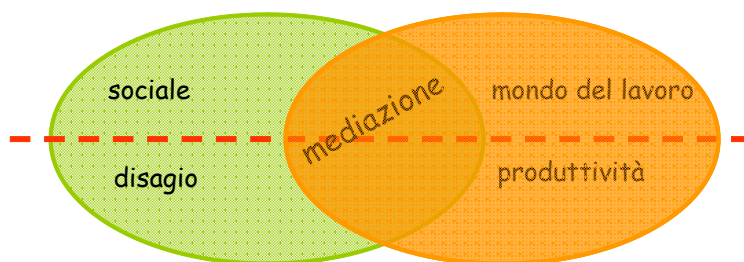 sociale
disagio
mediazione
mondo del lavoro
produttività